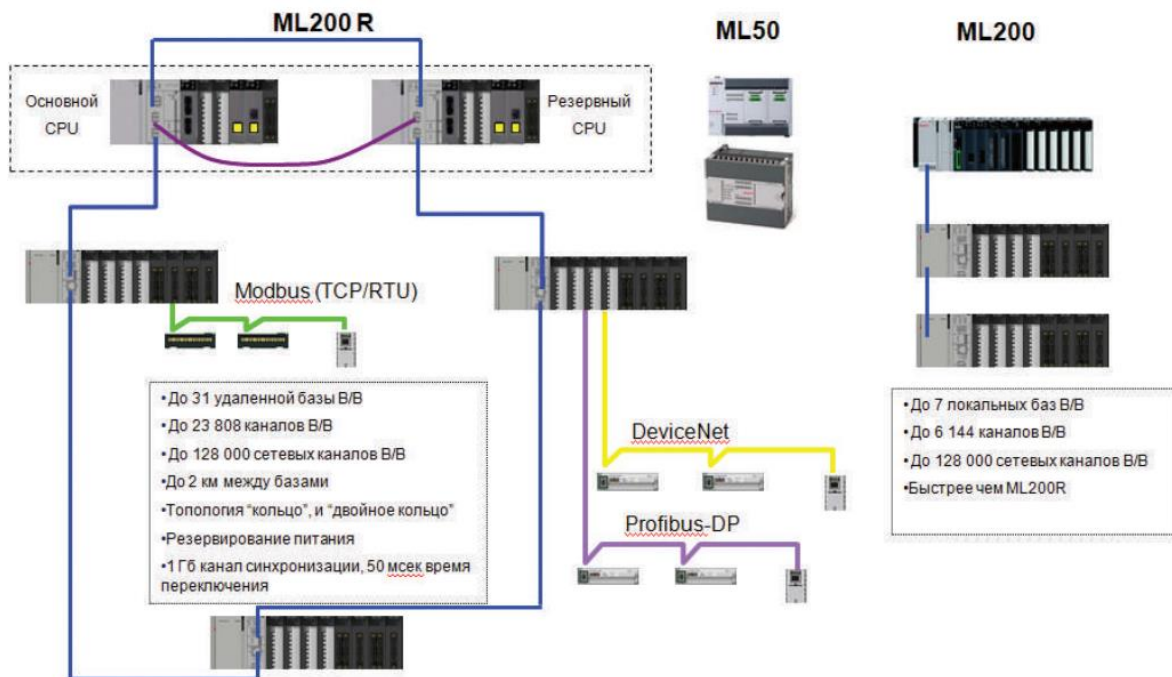 ML200 R
ML50
ML200
Основной
CPU
Резервный
CPU
Modbus (TCP/RTU)
•До 31 удаленной базы В/В
•До 23 808 каналов В/В
•До 128 000 сетевых каналов В/В
•До 2 км между базами
•Топология “кольцо”, и “двойное кольцо”
•Резервирование питания
•1 Гб канал синхронизации, 50 мсек время
переключения
DeviceNet
Profibus-DP
•До 7 локальных баз В/В
•До 6 144 каналов В/В
•До 128 000 сетевых каналов В/В
•Быстрее чем ML200R